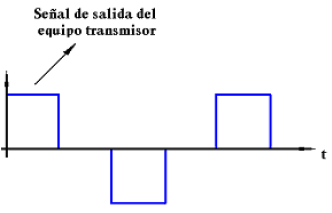 Señal de salida del
equipo transmisor
t